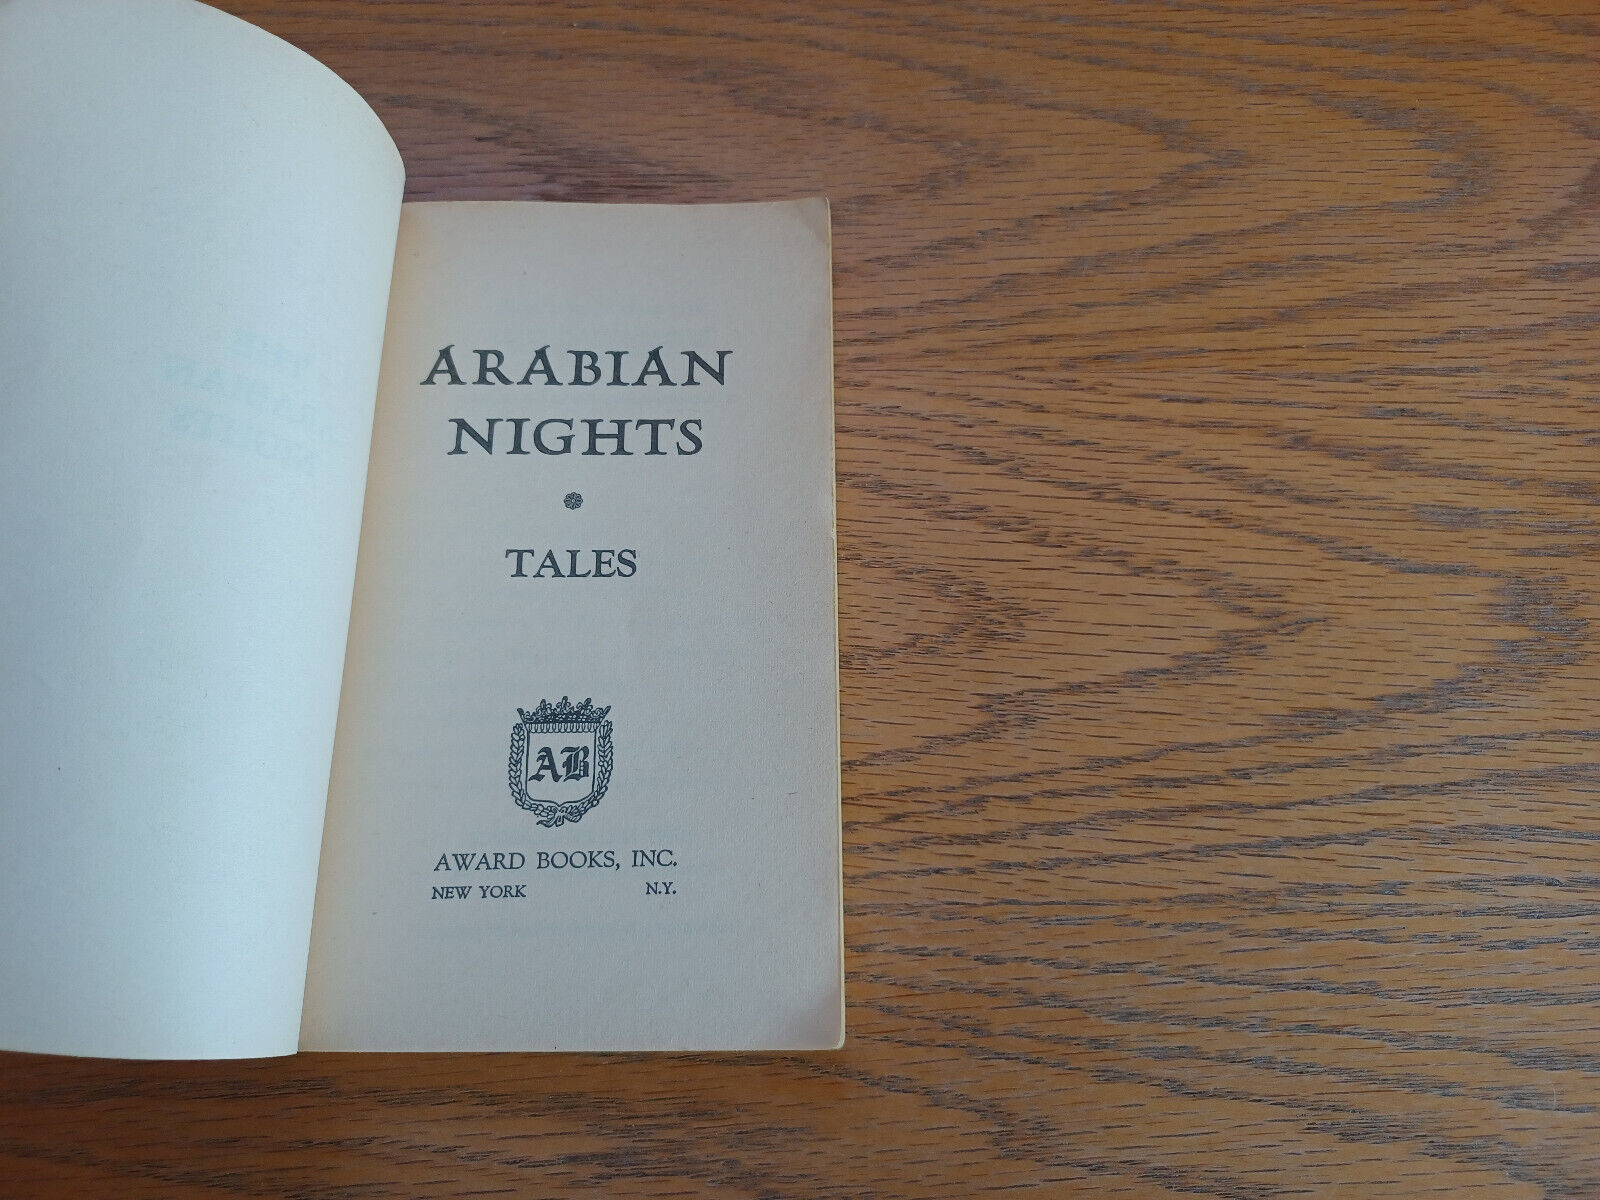 ARABIAN
NIGHTS
TALES
AB
AWARD BOOKS, INC.
NEW YORK N.Y.